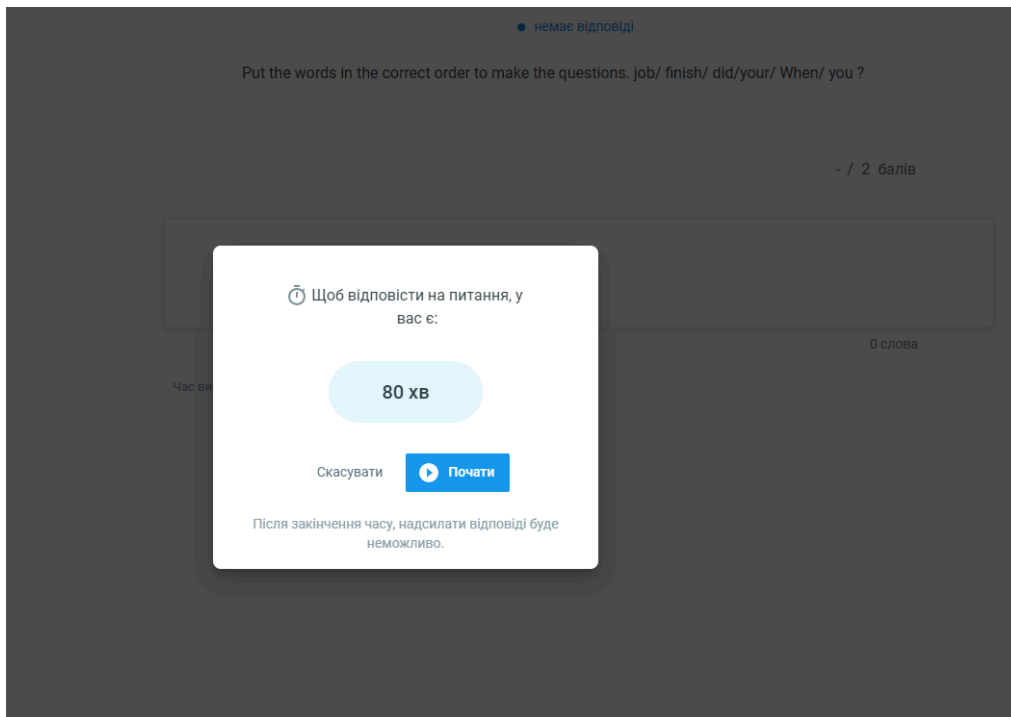 немає відповіді
Put the words in the correct order to make the questions. job/ finish/ did/your/ When/ you ?
- / 2 балів
Щоб відповісти на питання, у
вас є:
0 слова
Час ви
80 хв
Скасувати
Почати
Після закінчення часу, надсилати відповіді буде
неможливо.